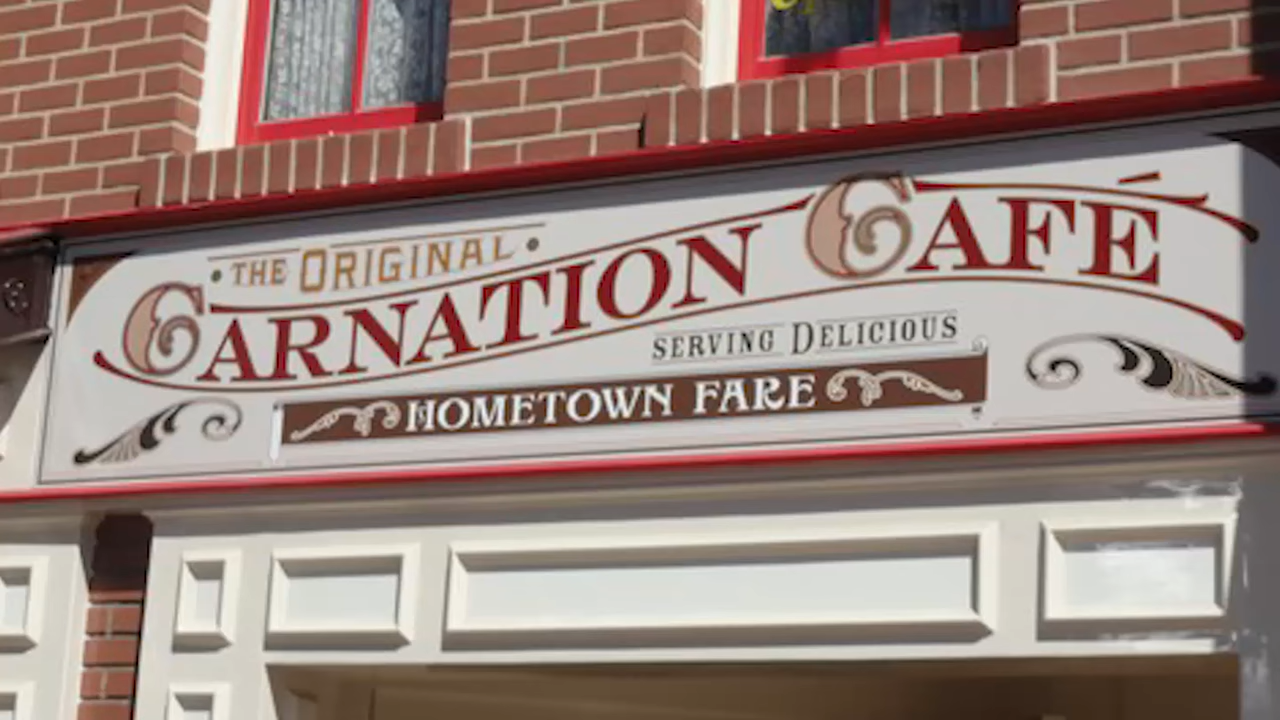 THE ORIGINAL
CARNATION CAFÉ
SERVING DELICIOUS
HOMETOWN FARE